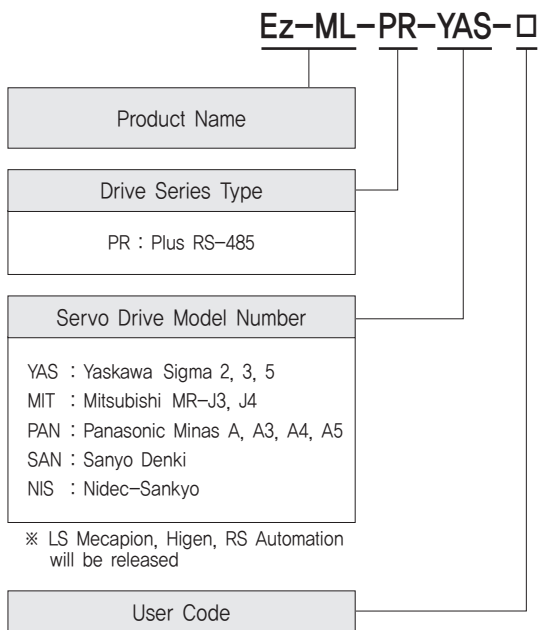 Ez-ML-PR-YAS-□
Product Name
Drive Series Type
PR : Plus RS-485
Servo Drive Model Number
YAS : Yaskawa Sigma 2, 3, 5
MIT : Mitsubishi MR-J3, J4
PAN : Panasonic Minas A, A3, A4, A5
SAN : Sanyo Denki
NIS : Nidec-Sankyo
※ LS Mecapion, Higen, RS Automation
will be released
User Code